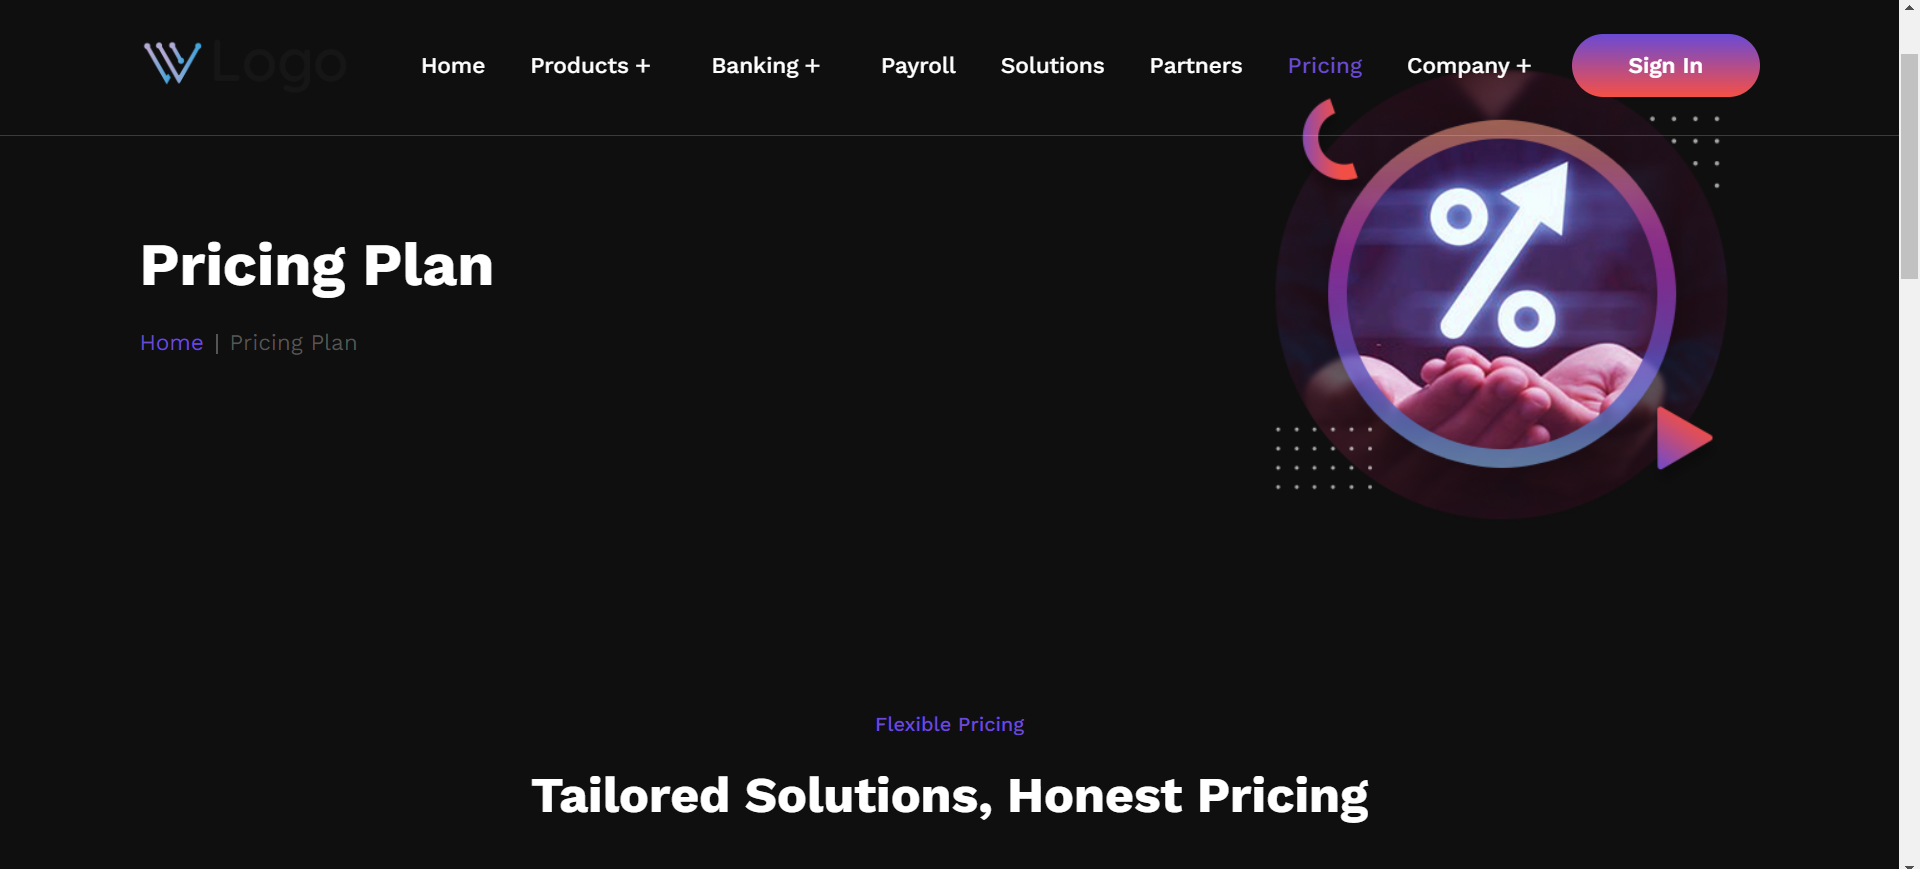 Logo
Home Products + Banking + Payroll Solutions Partners Pricing Company + Sign In
Pricing Plan
Home | Pricing Plan
%
Flexible Pricing
Tailored Solutions, Honest Pricing